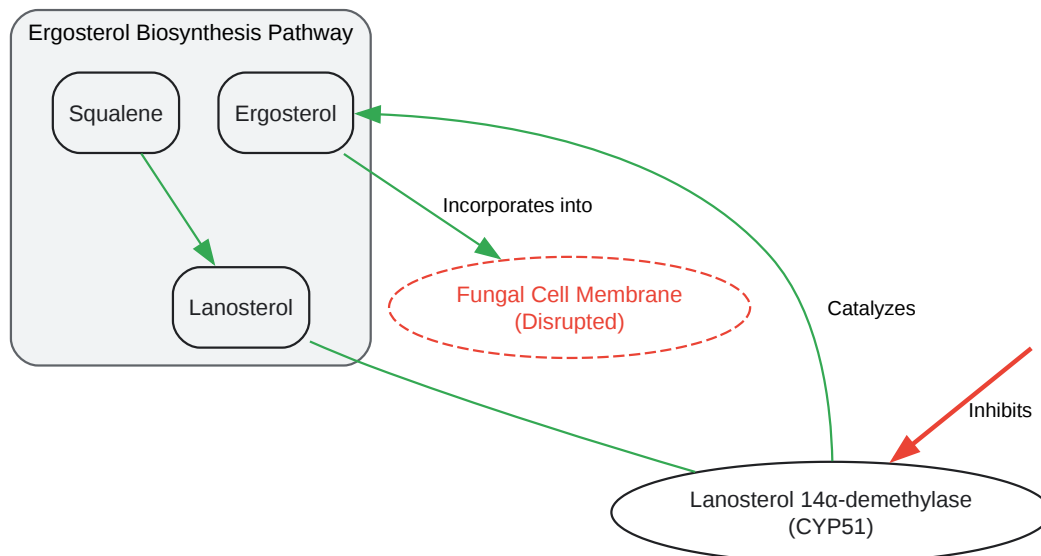 Ergosterol Biosynthesis Pathway
Squalene
Ergosterol
Incorporates into
Fungal Cell Membrane
(Disrupted)
Lanosterol
Catalyzes
Inhibits
Lanosterol 14α-demethylase
(CYP51)